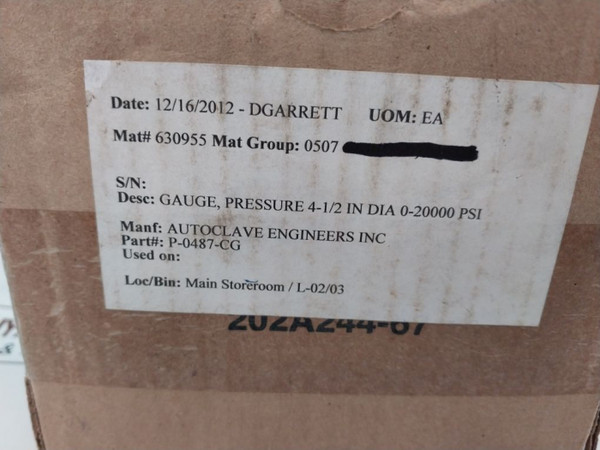 Date: 12/16/2012 - DGARRETT UOM: EA
Mat# 630955 Mat Group: 0507
S/N:
Desc: GAUGE, PRESSURE 4-1/2 IN DIA 0-20000 PSI
Manf: AUTOCLAVE ENGINEERS INC
Part#: P-0487-CG
Used on:
Loc/Bin: Main Storeroom / L-02/03
202A244-67